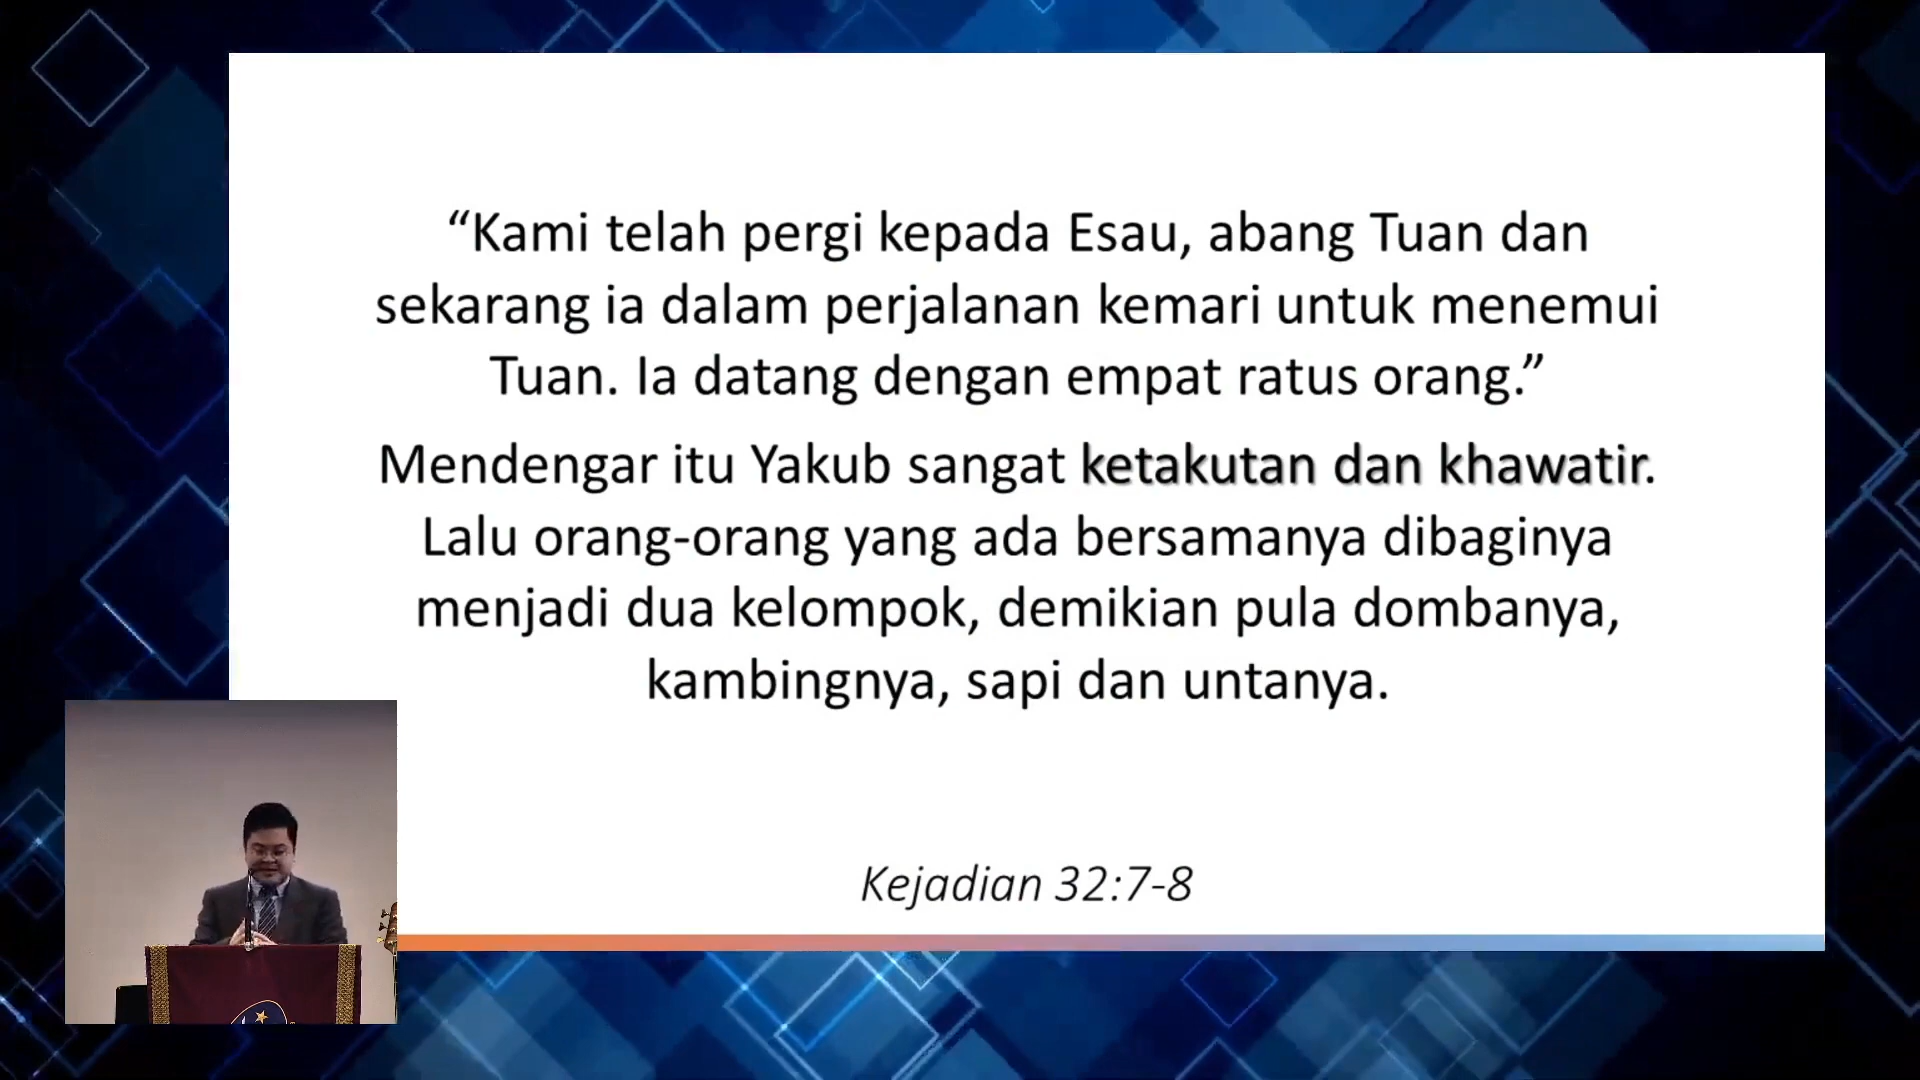 “Kami telah pergi kepada Esau, abang Tuan dan
sekarang ia dalam perjalanan kemari untuk menemui
Tuan. Ia datang dengan empat ratus orang.”
Mendengar itu Yakub sangat ketakutan dan khawatir.
Lalu orang-orang yang ada bersamanya dibaginya
menjadi dua kelompok, demikian pula dombanya,
kambingnya, sapi dan untanya.
Kejadian 32:7-8